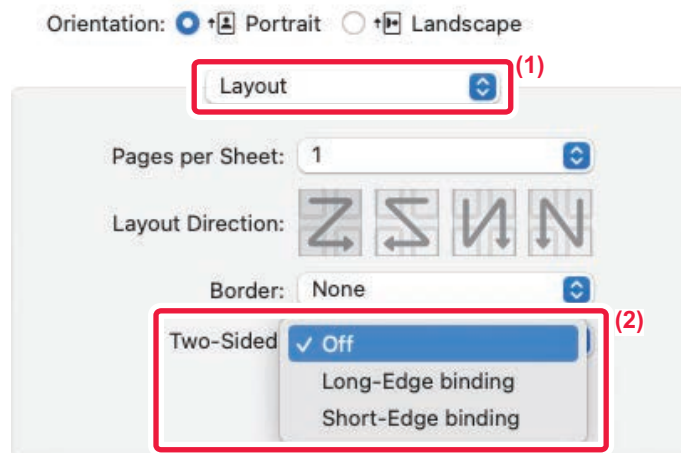 Orientation: Portrait Landscape
(1)
Layout
Pages per Sheet: 1
Layout Direction:
Border: None
(2)
Two-Sided ✓ Off
Long-Edge binding
Short-Edge binding